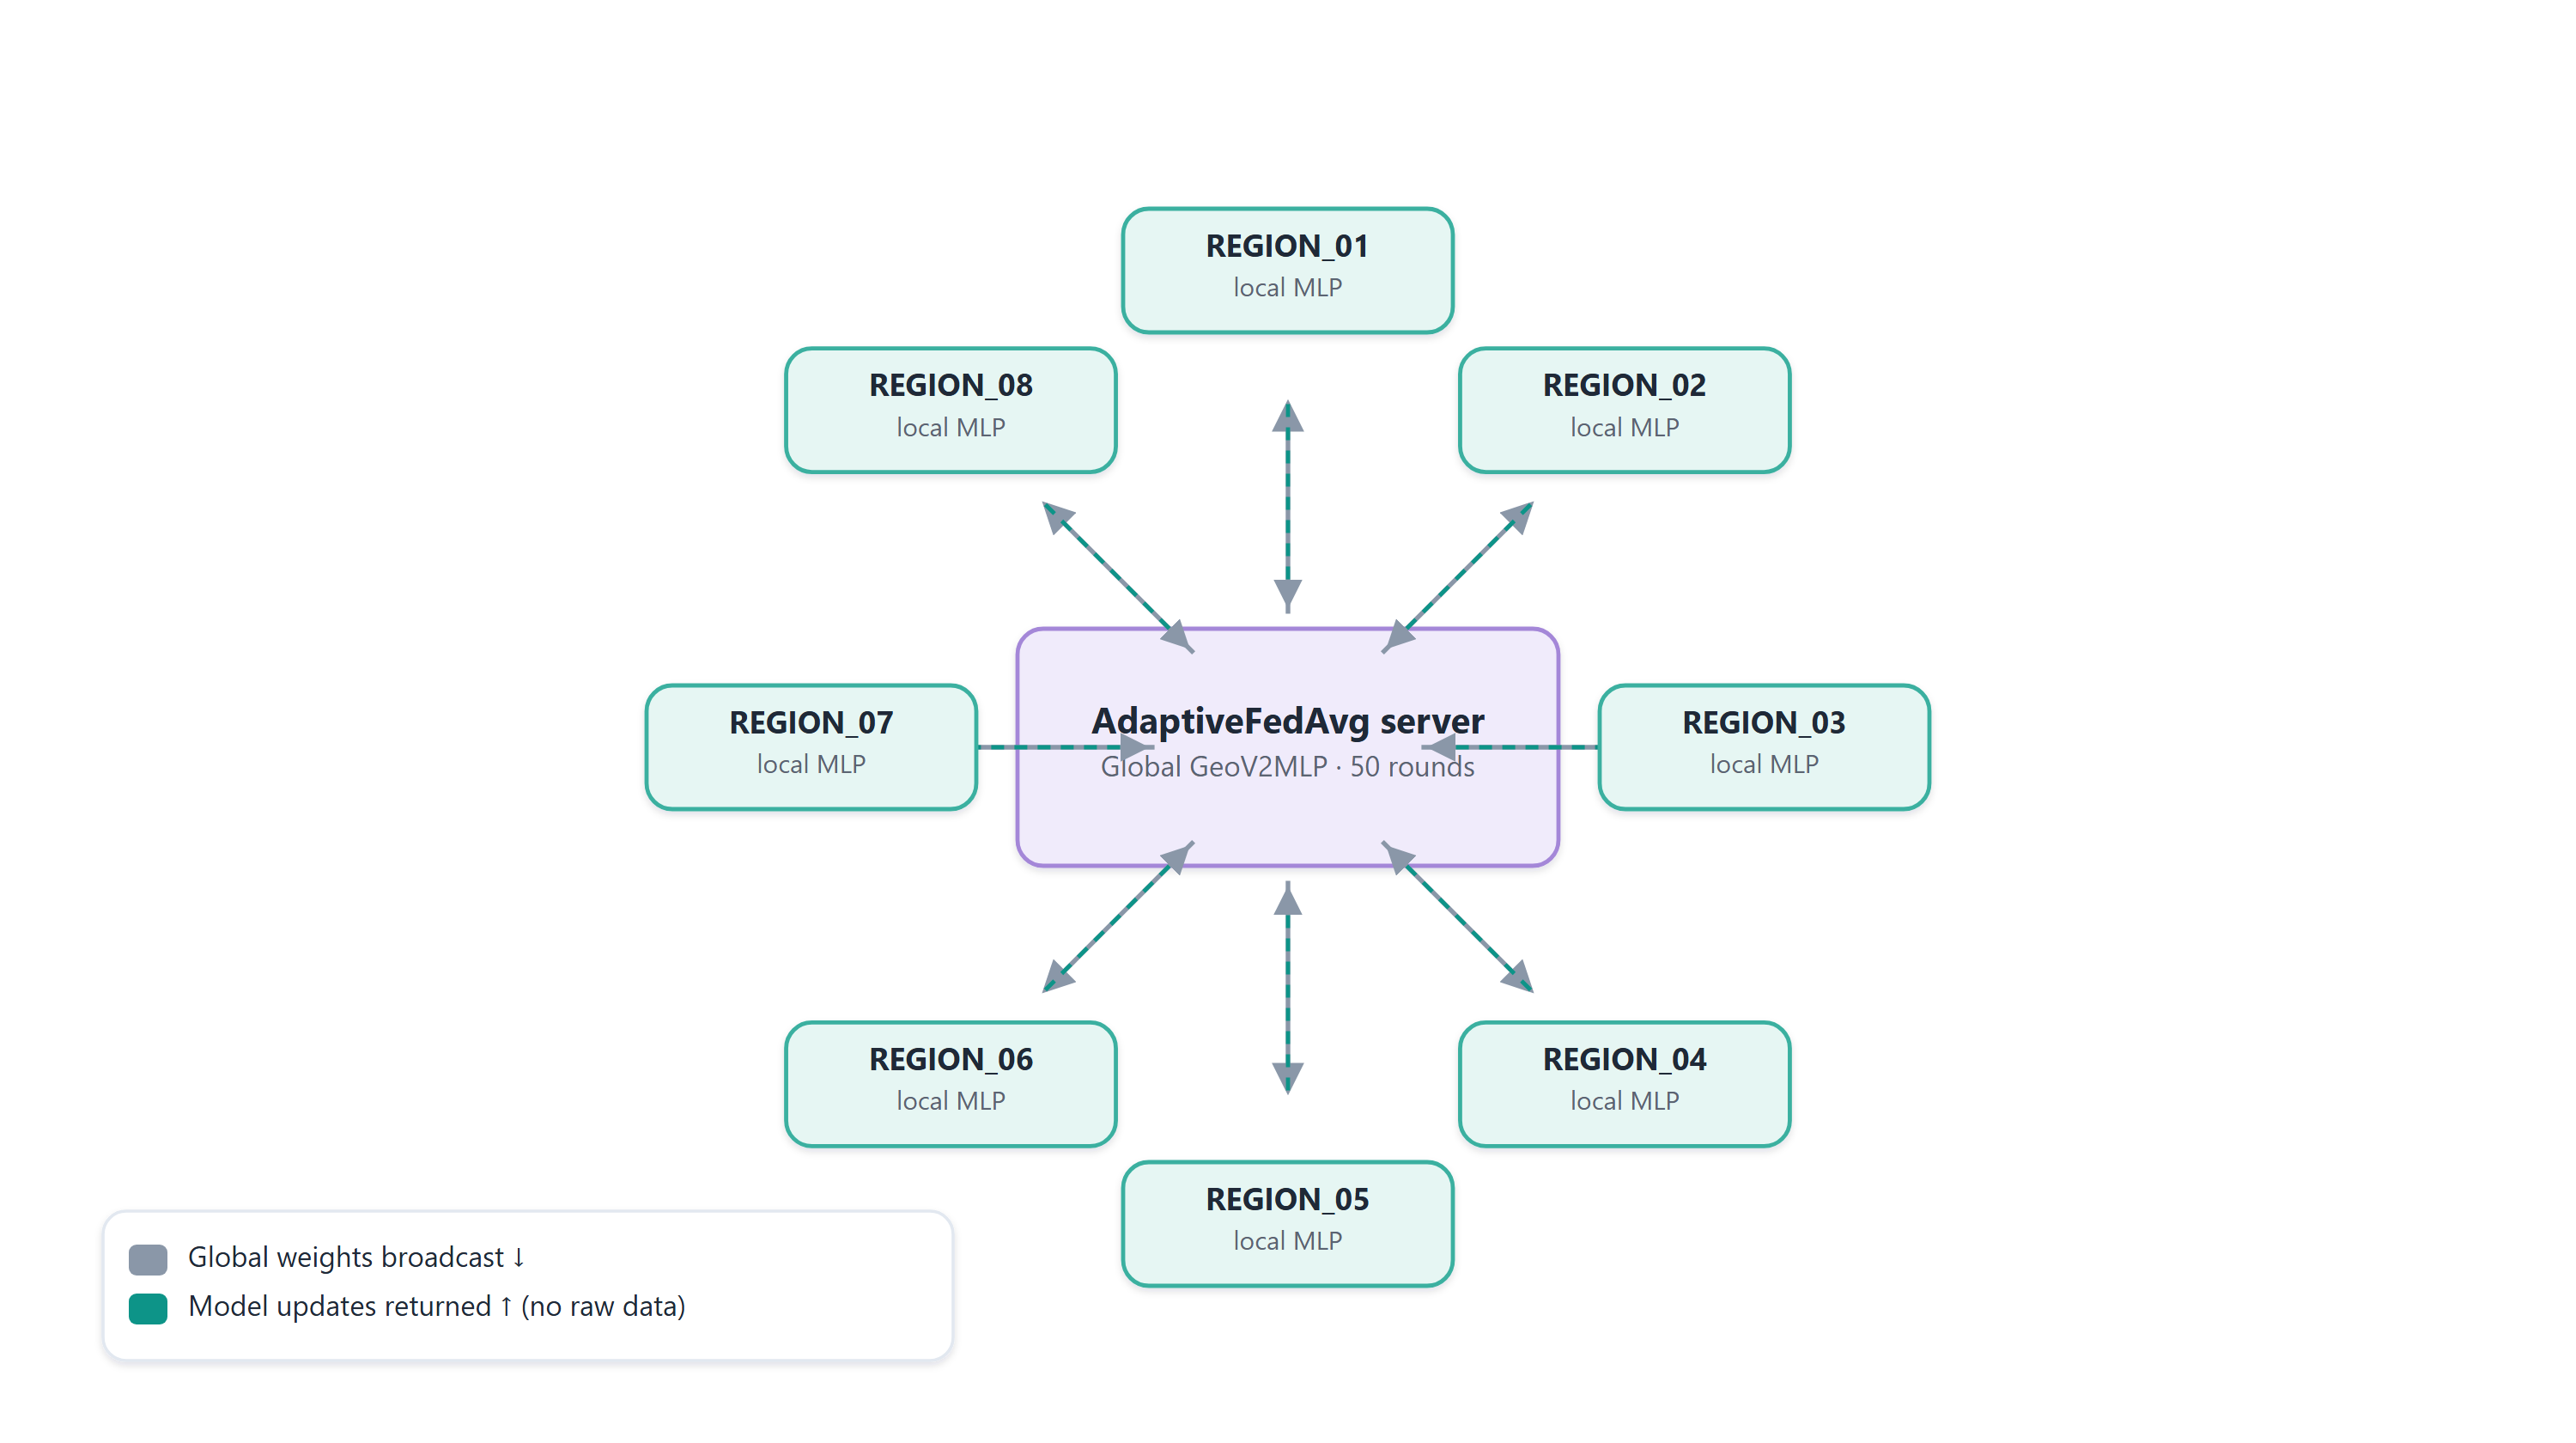 REGION_01
local MLP
REGION_08
local MLP
REGION_02
local MLP
REGION_07
local MLP
AdaptiveFedAvg server
Global GeoV2MLP · 50 rounds
REGION_03
local MLP
REGION_06
local MLP
REGION_04
local MLP
REGION_05
local MLP
Global weights broadcast ↓
Model updates returned ↑ (no raw data)